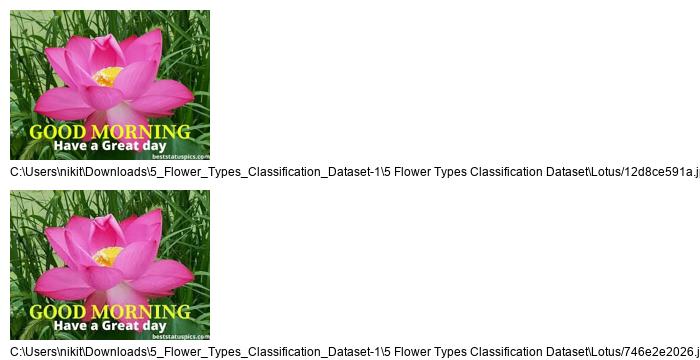 GOOD MORNING
Have a Great day
beststatuspics.com
C:\Users\nikit\Downloads\5_Flower_Types_Classification_Dataset-1\5 Flower Types Classification Dataset\Lotus/12d8ce591a.j
GOOD MORNING
Have a Great day
beststatuspics.com
C:\Users\nikit\Downloads\5_Flower_Types_Classification_Dataset-1\5 Flower Types Classification Dataset\Lotus/746e2e2026.j